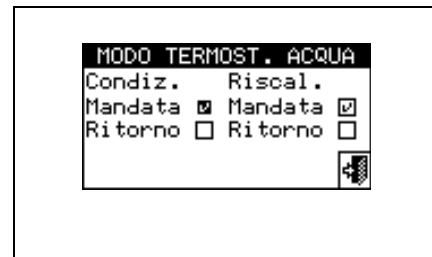 MODO TERMOST. ACQUA
Condiz. Riscal.
Mandata Mandata
Ritorno Ritorno